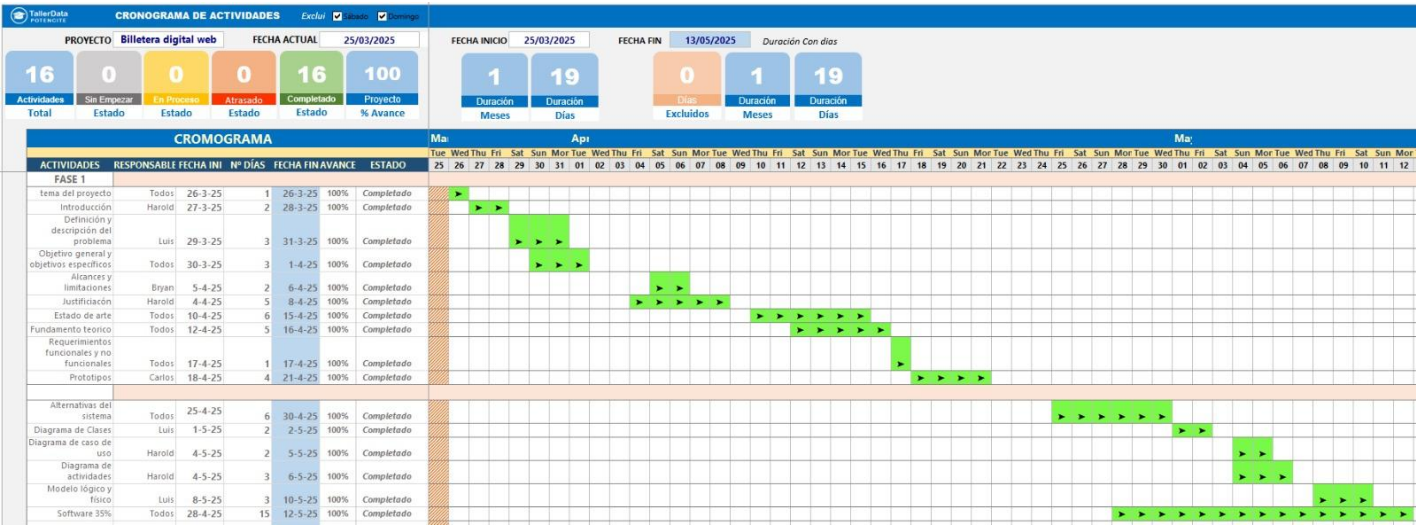 TallerData
POTENCITE
CRONOGRAMA DE ACTIVIDADES
Exclui Sábado Domingo
PROYECTO Billetera digital web FECHA ACTUAL 25/03/2025 FECHA INICIO 25/03/2025 FECHA FIN 13/05/2025 Duración Con dias
16 0 0 0 16 100 1 19 0 1 19
Actividades Sin Empezar En Proceso Atrasado Completado Proyecto Duración Duración Días Duración Duración
Total Estado Estado Estado Estado % Avance Meses Días Excluidos Meses Días
CROMOGRAMA Ma Apr May
Tue Wed Thu Fri Sat Sun Mor Tue Wed Thu Fri Sat Sun Mor Tue Wed Thu Fri Sat Sun Mor Tue Wed Thu Fri Sat Sun Mor Tue Wed Thu Fri Sat Sun Mor Tue Wed Thu Fri Sat Sun Mor Tue Wed Thu Fri Sat Sun Mor
ACTIVIDADES RESPONSABLE FECHA INI Nº DÍAS FECHA FIN AVANCE ESTADO 25 26 27 28 29 30 31 01 02 03 04 05 06 07 08 09 10 11 12 13 14 15 16 17 18 19 20 21 22 23 24 25 26 27 28 29 30 01 02 03 04 05 06 07 08 09 10 11 12
FASE 1
tema del proyecto Todos 26-3-25 1 26-3-25 100% Completado
Introducción Harold 27-3-25 2 28-3-25 100% Completado
Definición y
descripción del
problema Luis 29-3-25 3 31-3-25 100% Completado
Objetivo general y
objetivos específicos Todos 30-3-25 3 1-4-25 100% Completado
Alcances y
limitaciones Bryan 5-4-25 2 6-4-25 100% Completado
Justificiacón Harold 4-4-25 5 8-4-25 100% Completado
Estado de arte Todos 10-4-25 6 15-4-25 100% Completado
Fundamento teorico Todos 12-4-25 5 16-4-25 100% Completado
Requerimientos
funcionales y no
funcionales Todos 17-4-25 1 17-4-25 100% Completado
Prototipos Carlos 18-4-25 4 21-4-25 100% Completado
Alternativas del
sistema Todos 25-4-25 6 30-4-25 100% Completado
Diagrama de Clases Luis 1-5-25 2 2-5-25 100% Completado
Diagrama de caso de
uso Harold 4-5-25 2 5-5-25 100% Completado
Diagrama de
actividades Harold 4-5-25 3 6-5-25 100% Completado
Modelo lógico y
físico Luis 8-5-25 3 10-5-25 100% Completado
Software 35% Todos 28-4-25 15 12-5-25 100% Completado